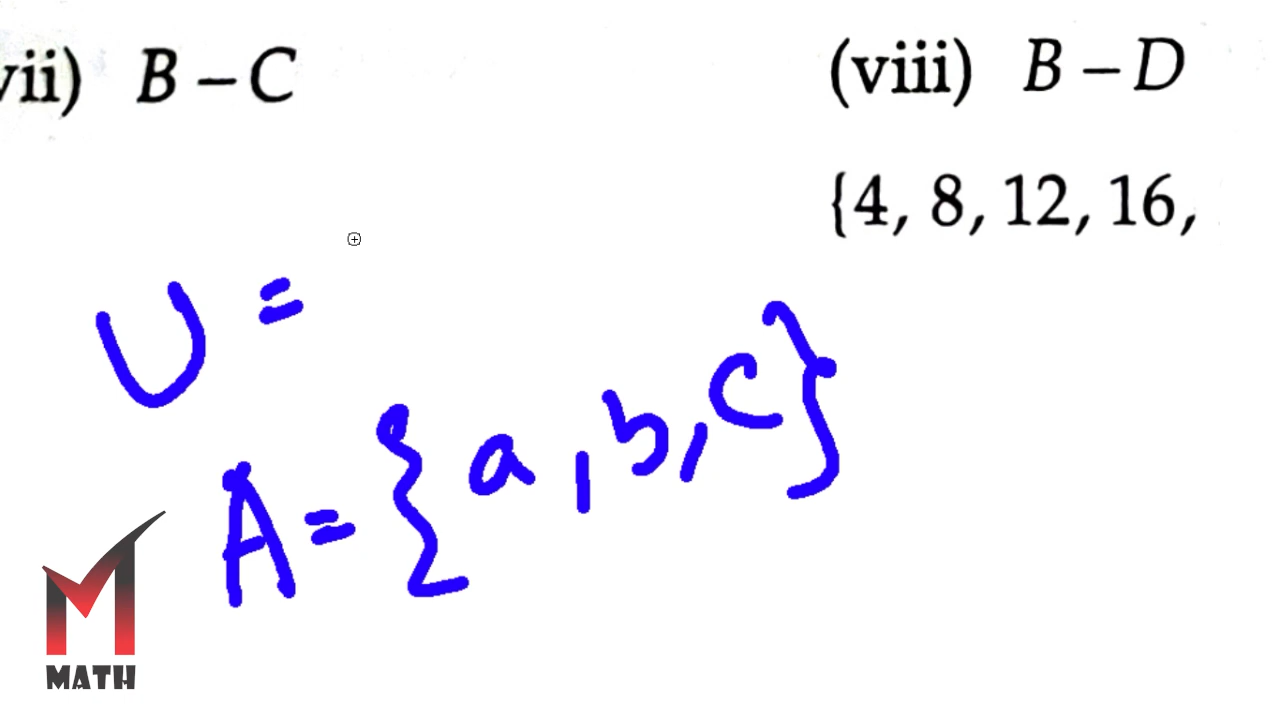 vii) B – C
(viii) B – D
{4, 8, 12, 16,
U =
A = {a, b, c}
MATH